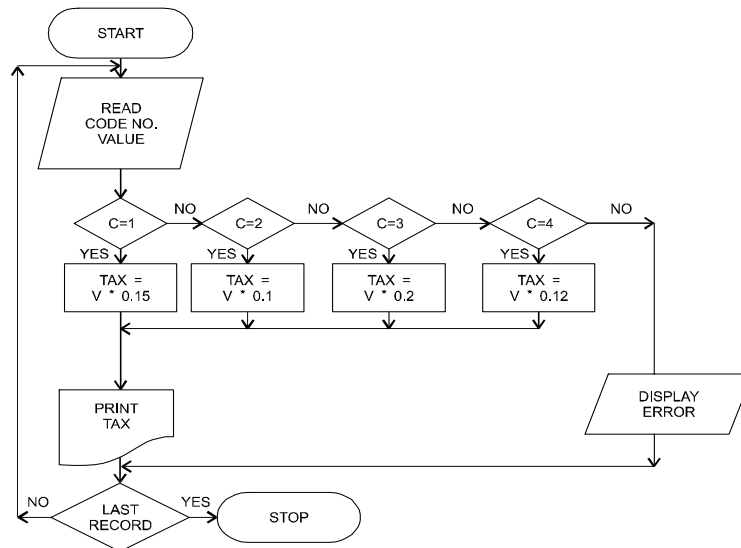 START
READ
CODE NO.
VALUE
C=1
NO
C=2
NO
C=3
NO
C=4
NO
YES
YES
YES
YES
TAX =
V * 0.15
TAX =
V * 0.1
TAX =
V * 0.2
TAX =
V * 0.12
PRINT
TAX
DISPLAY
ERROR
NO
LAST
RECORD
YES
STOP